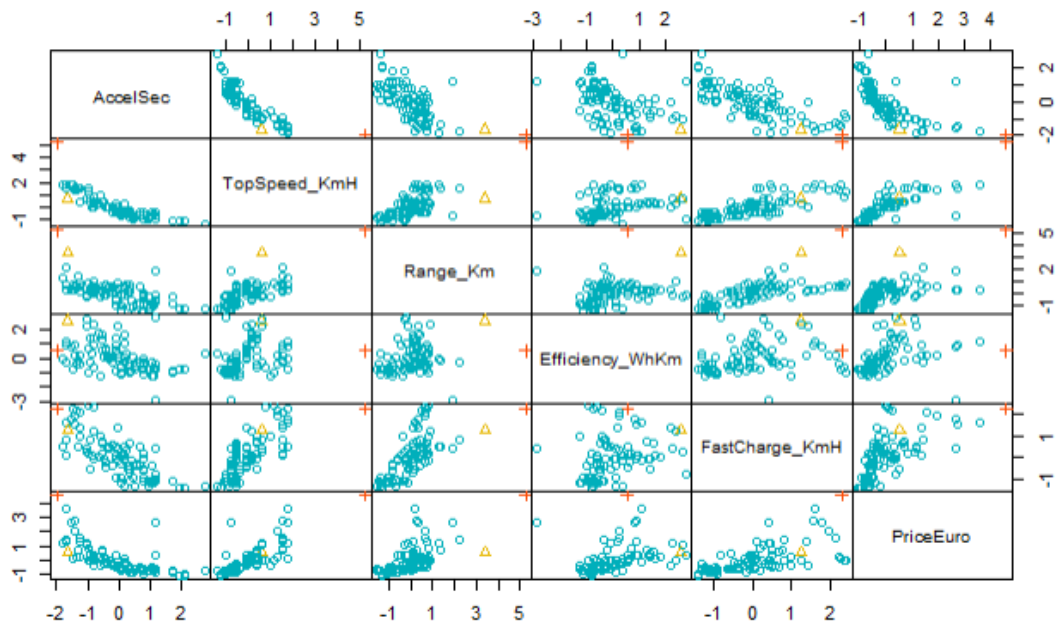 -1 1 3 5 -3 -1 1 2 -1 0 1 2 3 4
AccelSec
2
0
-2
4
2
-1
TopSpeed_KmH
Range_Km
5
2
-1
2
0
-3
Efficiency_WhKm
FastCharge_KmH
1
-1
3
1
-1
PriceEuro
-2 -1 0 1 2 -1 1 3 5 -1 0 1 2